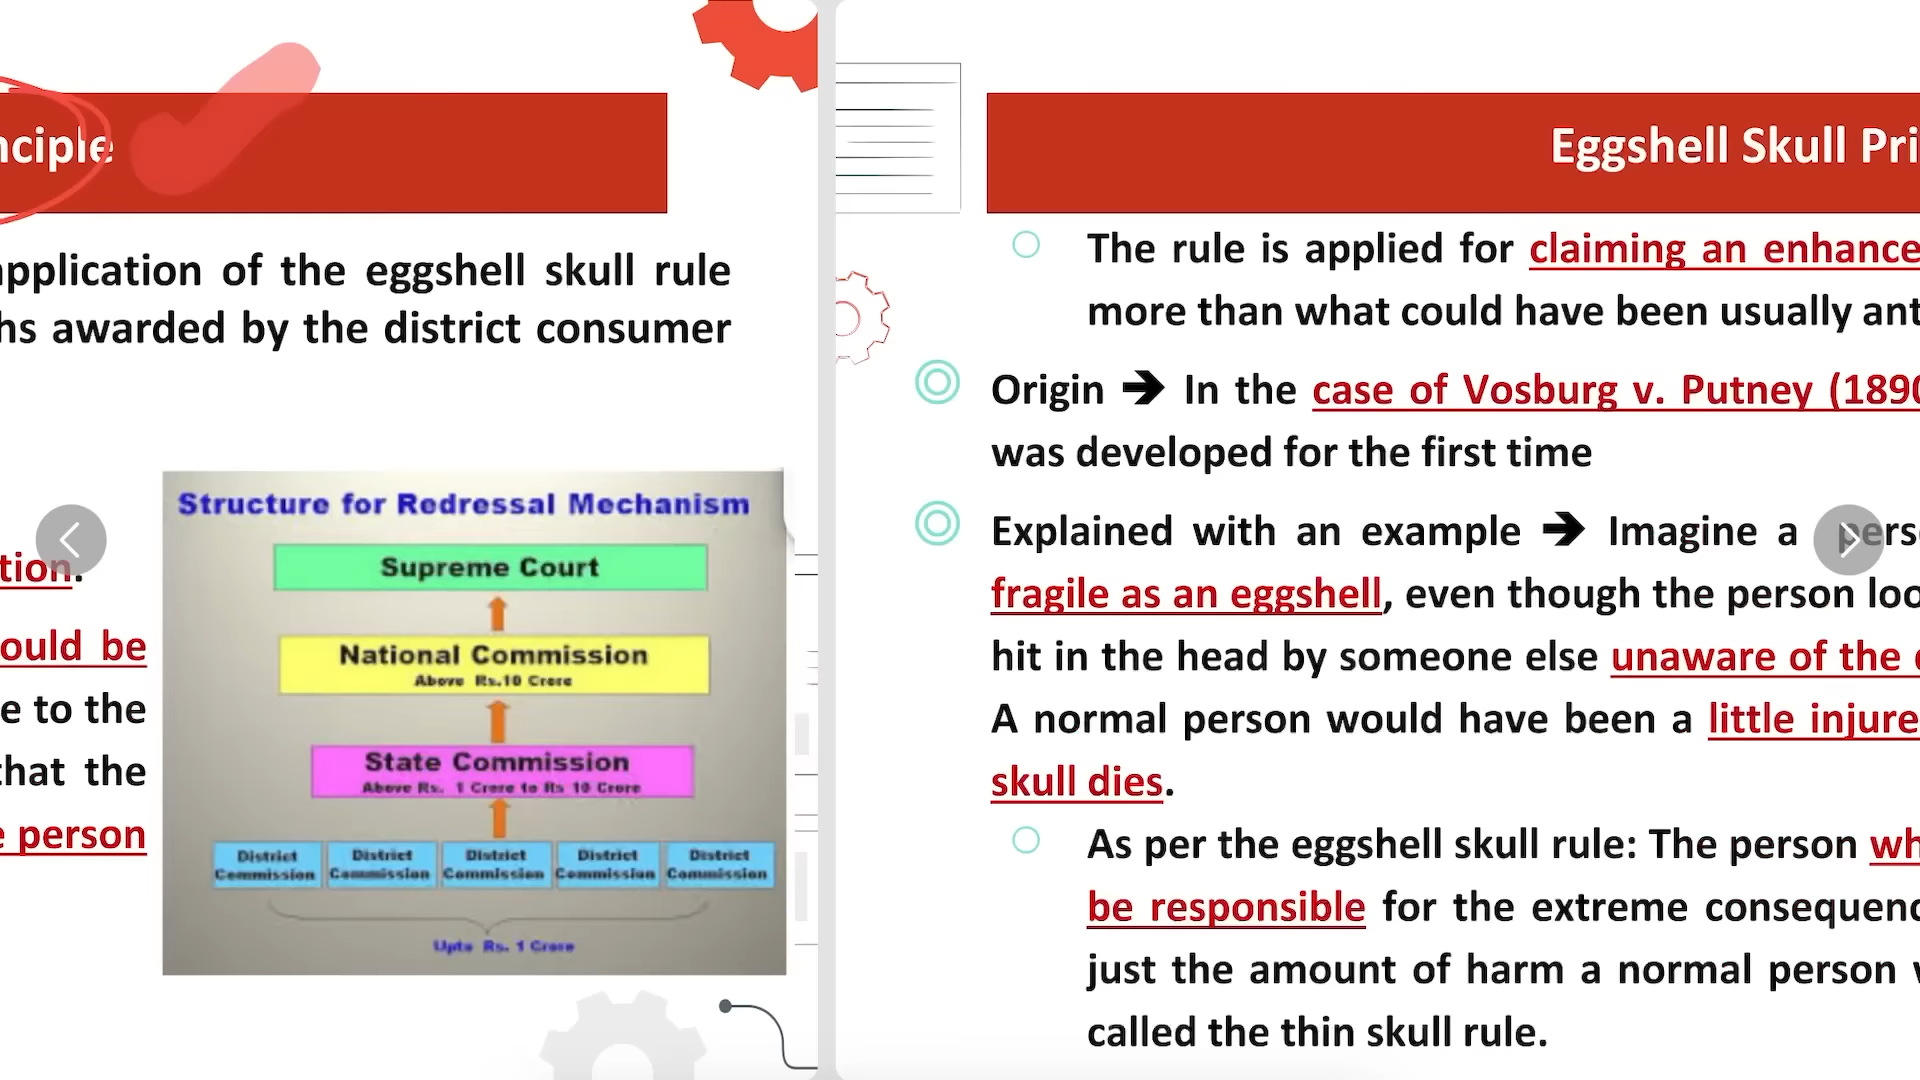 nciple
application of the eggshell skull rule
hs awarded by the district consumer
tion.
ould be
e to the
that the
e person
Structure for Redressal Mechanism
Supreme Court
National Commission
Above Rs.10 Crore
State Commission
Above Rs. 1 Crore to Rs 10 Crore
District Commission
District Commission
District Commission
District Commission
District Commission
Upto Rs. 1 Crore
Eggshell Skull Pri
The rule is applied for claiming an enhance
more than what could have been usually ant
Origin ➔ In the case of Vosburg v. Putney (1890
was developed for the first time
Explained with an example ➔ Imagine a pers
fragile as an eggshell, even though the person loo
hit in the head by someone else unaware of the
A normal person would have been a little injure
skull dies.
As per the eggshell skull rule: The person wh
be responsible for the extreme consequenc
just the amount of harm a normal person w
called the thin skull rule.